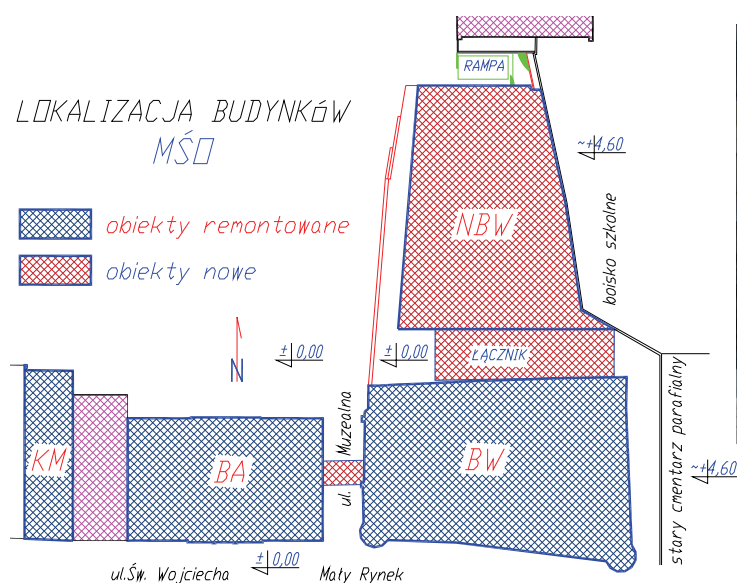 RAMPA
LOKALIZACJA BUDYNKÓW
MŚO
~+4,60
obiekty remontowane
obiekty nowe
NBW
boisko szkolne
N
± 0,00
± 0,00
ŁĄCZNIK
KM
BA
ul. Muzealna
BW
stary cmentarz parafialny
~+4,60
ul.Św. Wojciecha
± 0,00
Mały Rynek